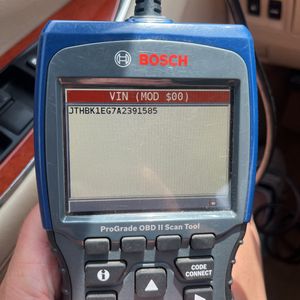 BOSCH
VIN (MOD $00)
JTHBK1EG7A2391585
ProGrade OBD II Scan Tool
i
CODE
CONNECT